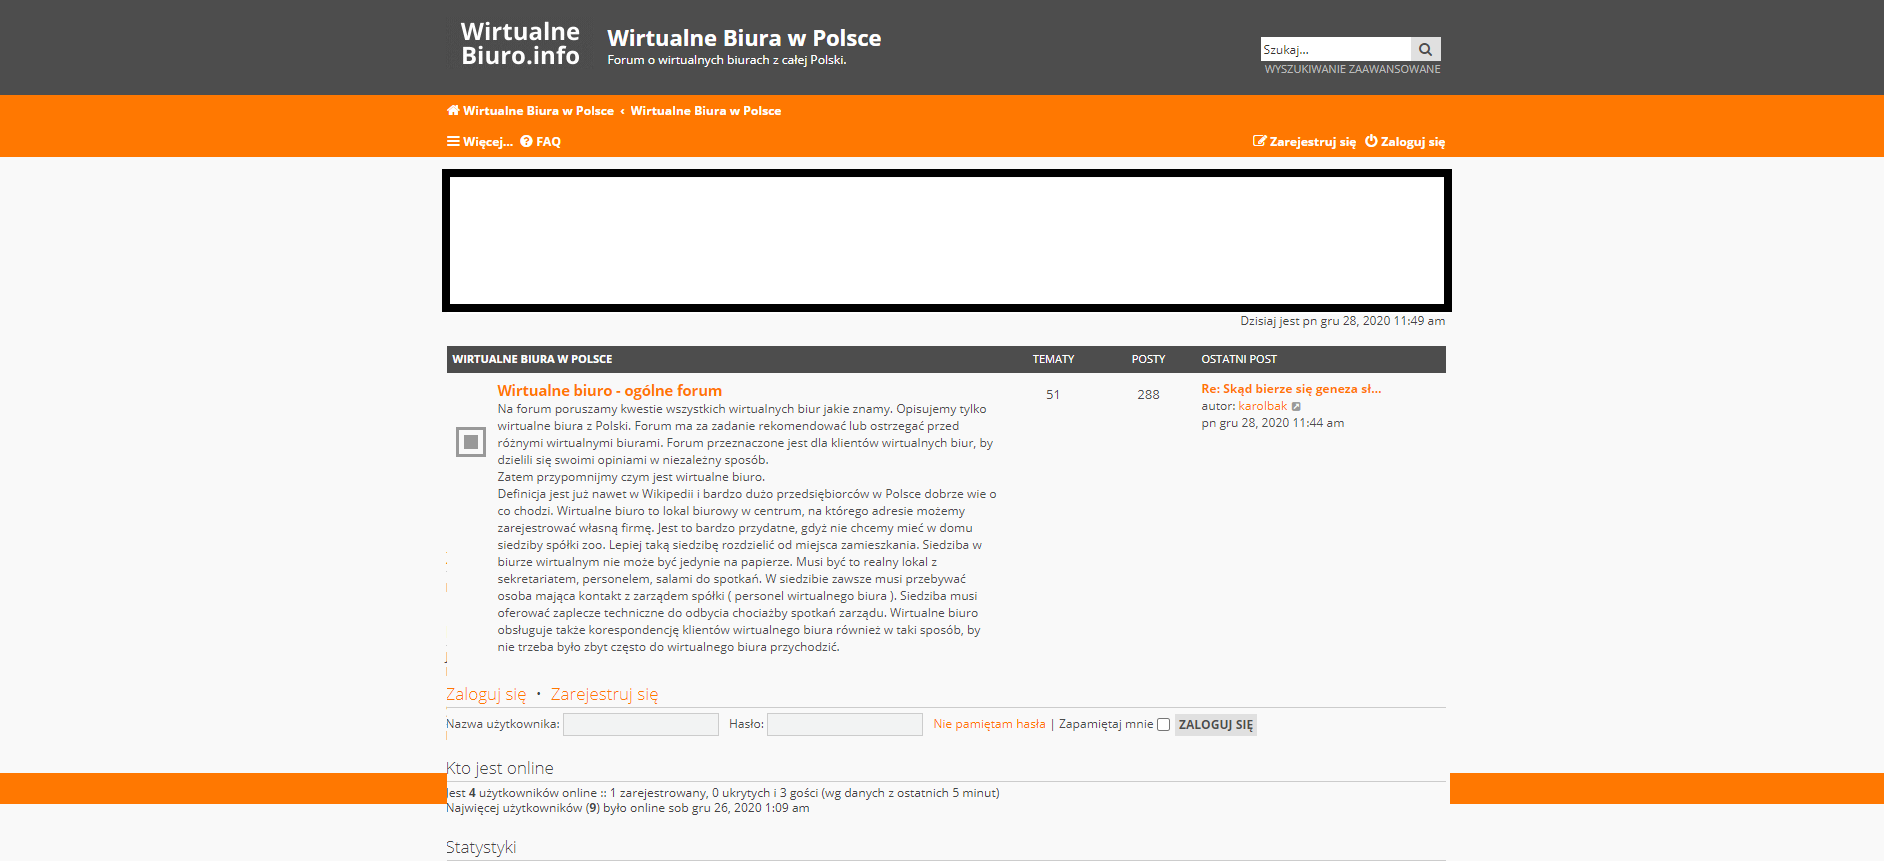 Wirtualne
Biuro.info
Wirtualne Biura w Polsce
Forum o wirtualnych biurach z całej Polski.
Szukaj…
WYSZUKIWANIE ZAAWANSOWANE
Wirtualne Biura w Polsce ‹ Wirtualne Biura w Polsce
Więcej… FAQ
Zarejestruj się Zaloguj się
Dzisiaj jest pn gru 28, 2020 11:49 am
WIRTUALNE BIURA W POLSCE TEMATY POSTY OSTATNI POST
Wirtualne biuro - ogólne forum
Na forum poruszamy kwestie wszystkich wirtualnych biur jakie znamy. Opisujemy tylko
wirtualne biura z Polski. Forum ma za zadanie rekomendować lub ostrzegać przed
różnymi wirtualnymi biurami. Forum przeznaczone jest dla klientów wirtualnych biur, by
dzielili się swoimi opiniami w niezależny sposób.
Zatem przypomnijmy czym jest wirtualne biuro.
Definicja jest już nawet w Wikipedii i bardzo dużo przedsiębiorców w Polsce dobrze wie o
co chodzi. Wirtualne biuro to lokal biurowy w centrum, na którego adresie możemy
zarejestrować własną firmę. Jest to bardzo przydatne, gdyż nie chcemy mieć w domu
siedziby spółki zoo. Lepiej taką siedzibę rozdzielić od miejsca zamieszkania. Siedziba w
biurze wirtualnym nie może być jedynie na papierze. Musi być to realny lokal z
sekretariatem, personelem, salami do spotkań. W siedzibie zawsze musi przebywać
osoba mająca kontakt z zarządem spółki ( personel wirtualnego biura ). Siedziba musi
oferować zaplecze techniczne do odbycia chociażby spotkań zarządu. Wirtualne biuro
obsługuje także korespondencję klientów wirtualnego biura również w taki sposób, by
nie trzeba było zbyt często do wirtualnego biura przychodzić.
51
288
Re: Skąd bierze się geneza sł…
autor: karolbak
pn gru 28, 2020 11:44 am
Zaloguj się • Zarejestruj się
Nazwa użytkownika: Hasło: Nie pamiętam hasła | Zapamiętaj mnie ZALOGUJ SIĘ
Kto jest online
Jest 4 użytkowników online :: 1 zarejestrowany, 0 ukrytych i 3 gości (wg danych z ostatnich 5 minut)
Najwięcej użytkowników (9) było online sob gru 26, 2020 1:09 am
Statystyki